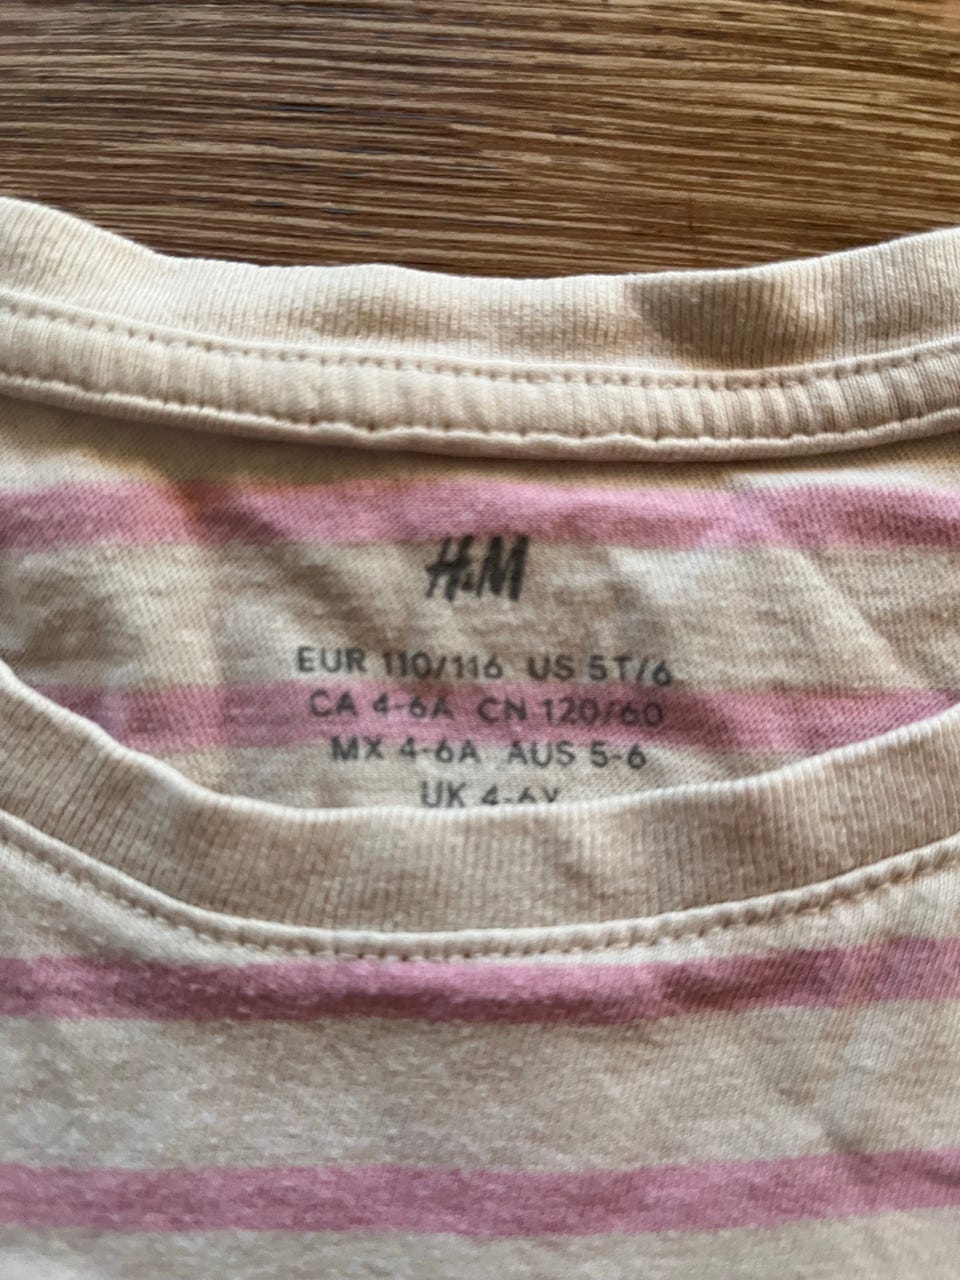 H&M
EUR 110/116 US 5T/6
CA 4-6A CN 120/60
MX 4-6A AUS 5-6
UK 4-6Y